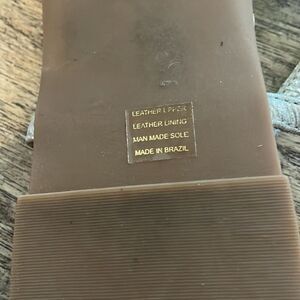 LEATHER UPPER
LEATHER LINING
MAN MADE SOLE
MADE IN BRAZIL